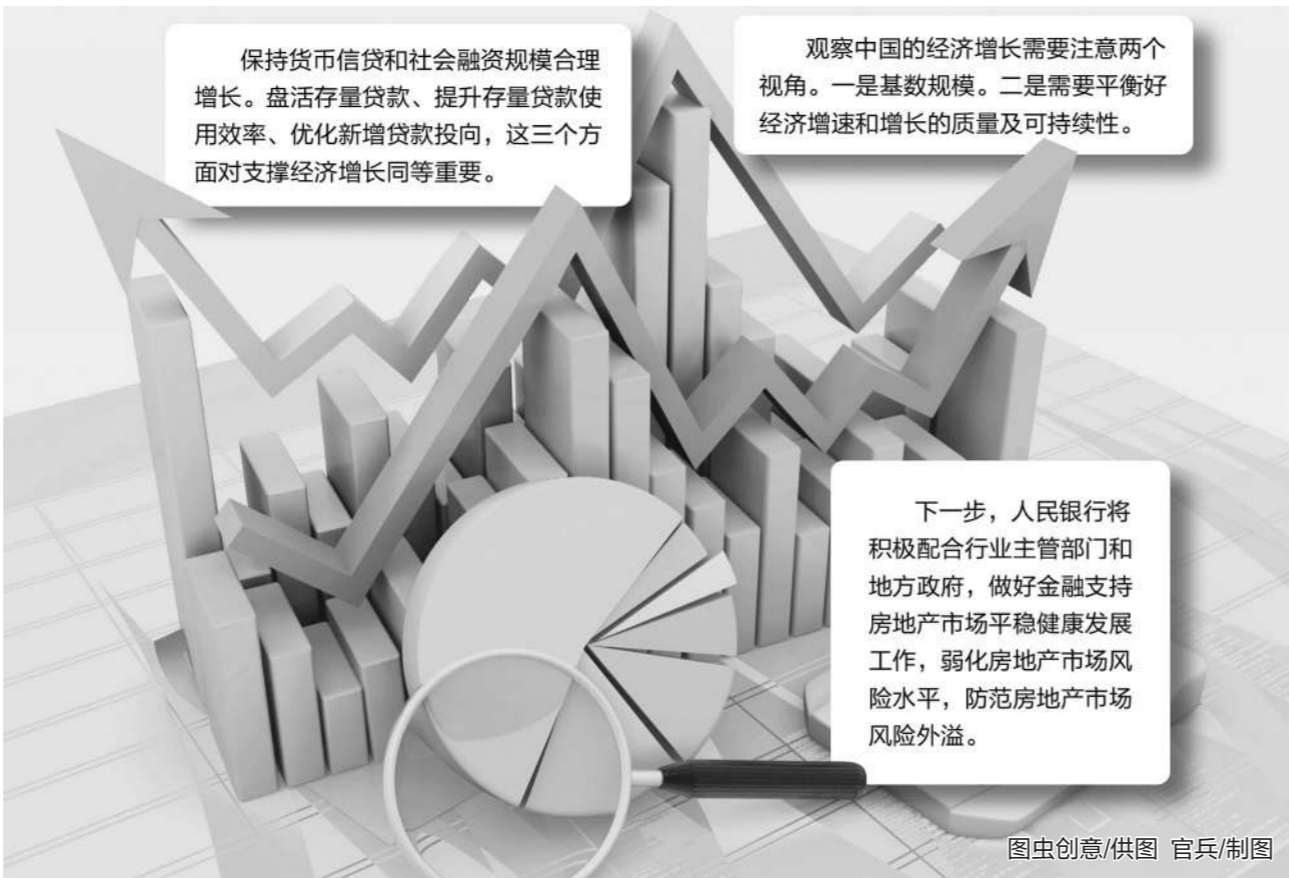 保持货币信贷和社会融资规模合理
增长。盘活存量贷款、提升存量贷款使
用效率、优化新增贷款投向，这三个方
面对支撑经济增长同等重要。
观察中国的经济增长需要注意两个
视角。一是基数规模。二是需要平衡好
经济增速和增长的质量及可持续性。
下一步，人民银行将
积极配合行业主管部门和
地方政府，做好金融支持
房地产市场平稳健康发展
工作，弱化房地产市场风
险水平，防范房地产市场
风险外溢。
图虫创意/供图 官兵/制图